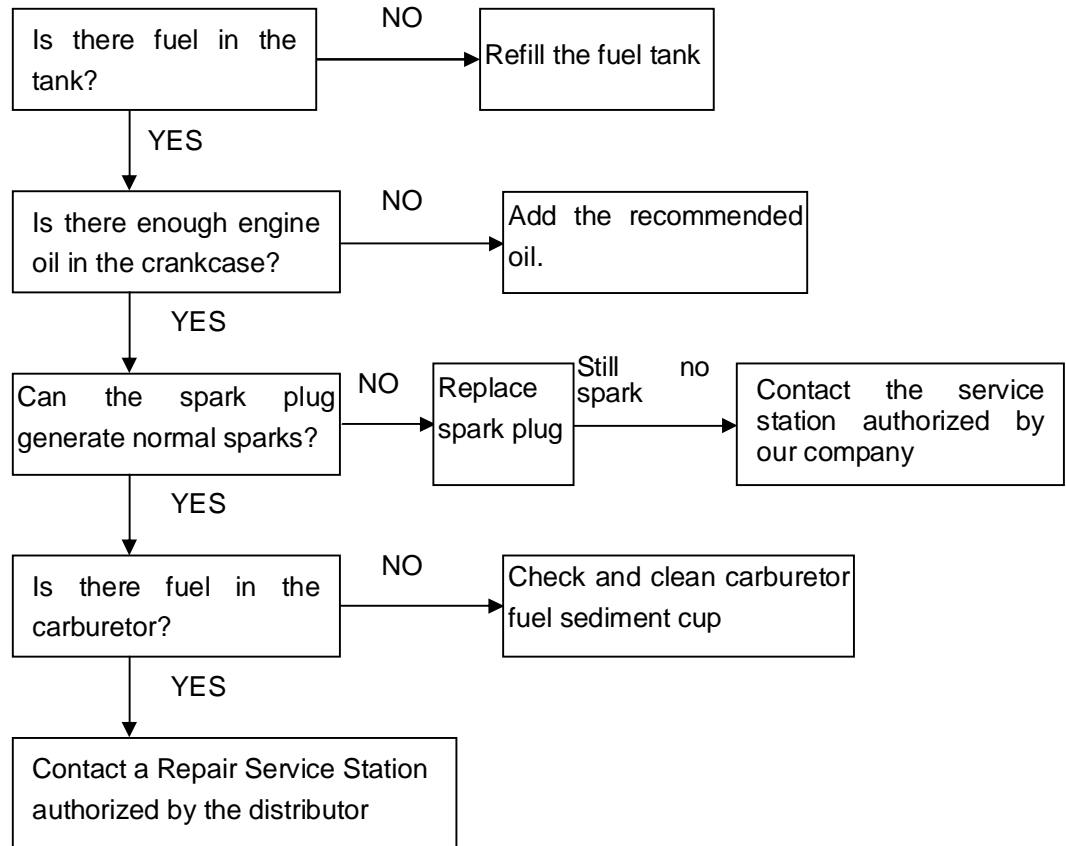 NO
Is there fuel in the
tank?
Refill the fuel tank
YES
NO
Is there enough engine
oil in the crankcase?
Add the recommended
oil.
YES
Can the spark plug
generate normal sparks?
NO
Replace
spark plug
Still no
spark
Contact the service
station authorized by
our company
YES
Is there fuel in the
carburetor?
NO
Check and clean carburetor
fuel sediment cup
YES
Contact a Repair Service Station
authorized by the distributor